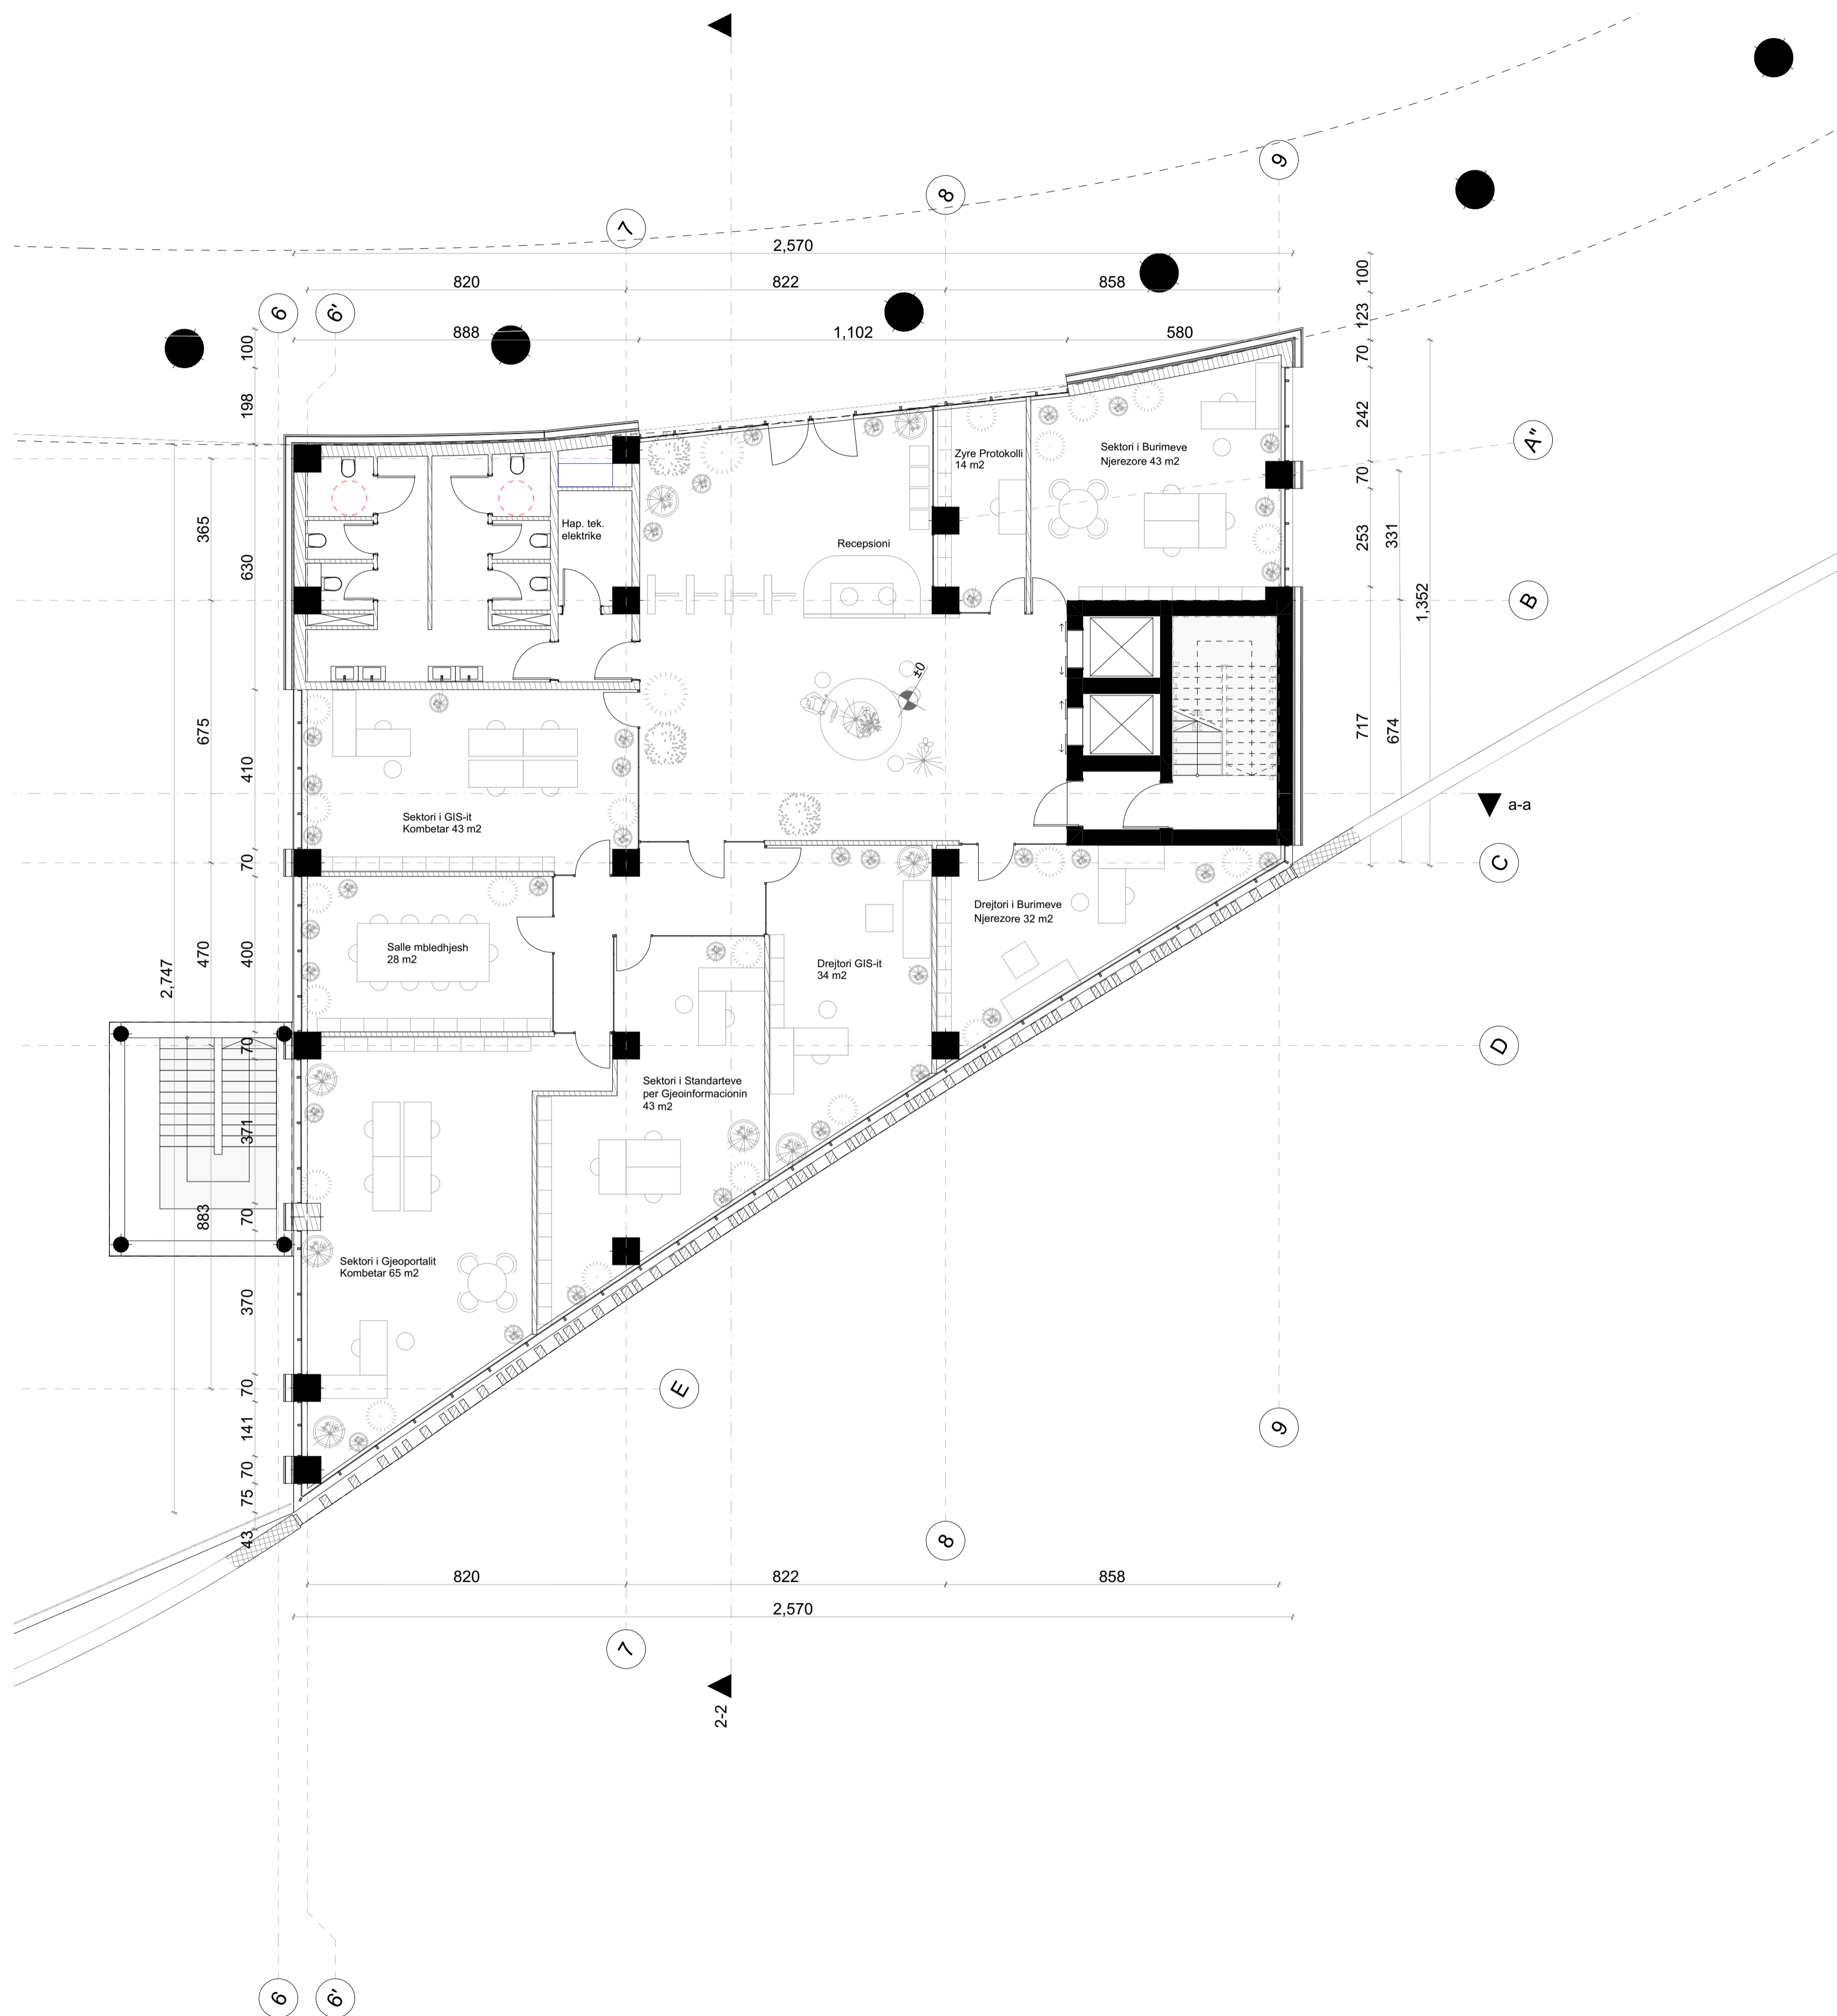 9
8
7
2,570
820
822
858
6
6'
888
1,102
580
100
198
365
630
675
410
70
2,747
470
400
70
371
883
70
370
70
141
70
75
43
100
123
70
242
70
253
331
1,352
717
674
A"
B
a-a
C
D
E
Zyre Protokolli
14 m2
Sektori i Burimeve
Njerezore 43 m2
Hap. tek.
elektrike
Recepsioni
±0
Sektori i GIS-it
Kombetar 43 m2
Salle mbledhjesh
28 m2
Drejtori GIS-it
34 m2
Drejtori i Burimeve
Njerezore 32 m2
Sektori i Standarteve
per Gjeoinformacionin
43 m2
Sektori i Gjeoportalit
Kombetar 65 m2
9
8
820
822
858
2,570
7
2-2
6
6'